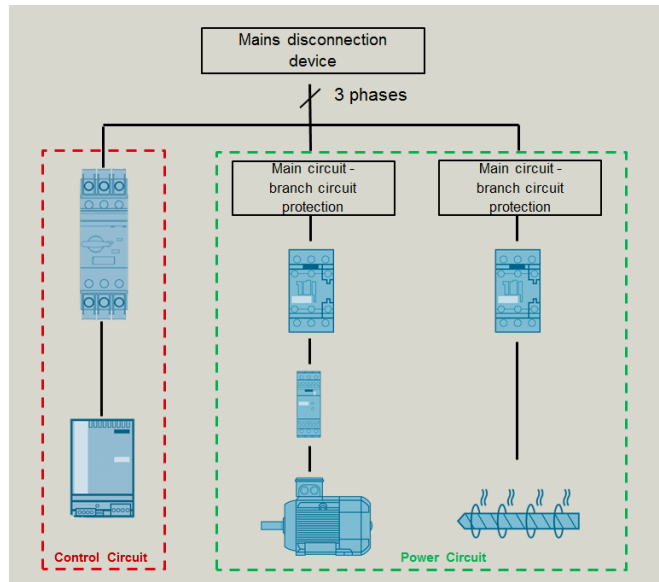 Mains disconnection
device
3 phases
Main circuit -
branch circuit
protection
Main circuit -
branch circuit
protection
Control Circuit
Power Circuit